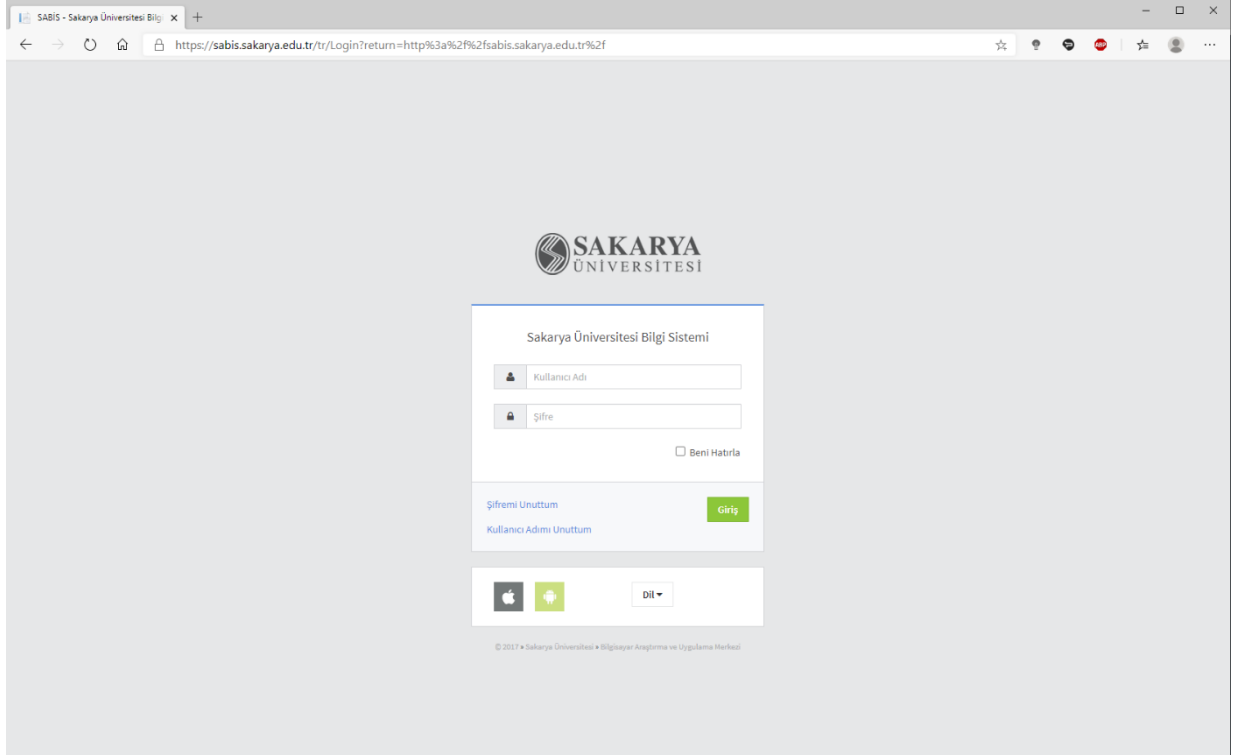 SABİS - Sakarya Üniversitesi Bilgi
https://sabis.sakarya.edu.tr/tr/Login?return=http%3a%2f%2fsabis.sakarya.edu.tr%2f
ABP
SAKARYA
ÜNİVERSİTESİ
Sakarya Üniversitesi Bilgi Sistemi
Kullanıcı Adı
Şifre
Beni Hatırla
Şifremi Unuttum
Giriş
Kullanıcı Adımı Unuttum
Dil
© 2017 » Sakarya Üniversitesi » Bilgisayar Araştırma ve Uygulama Merkezi